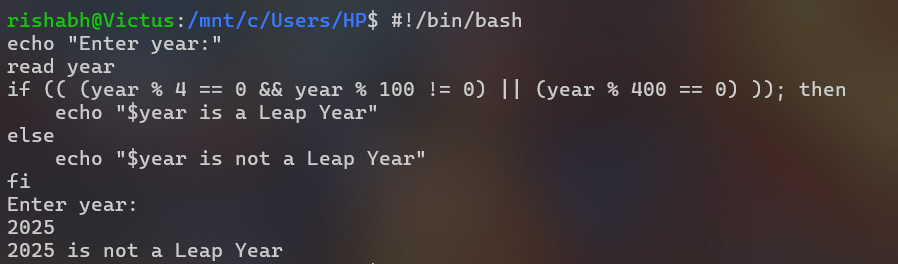 rishabh@Victus:/mnt/c/Users/HP$ #!/bin/bash
echo "Enter year:"
read year
if (( (year % 4 == 0 && year % 100 != 0) || (year % 400 == 0) )); then
    echo "$year is a Leap Year"
else
    echo "$year is not a Leap Year"
fi
Enter year:
2025
2025 is not a Leap Year